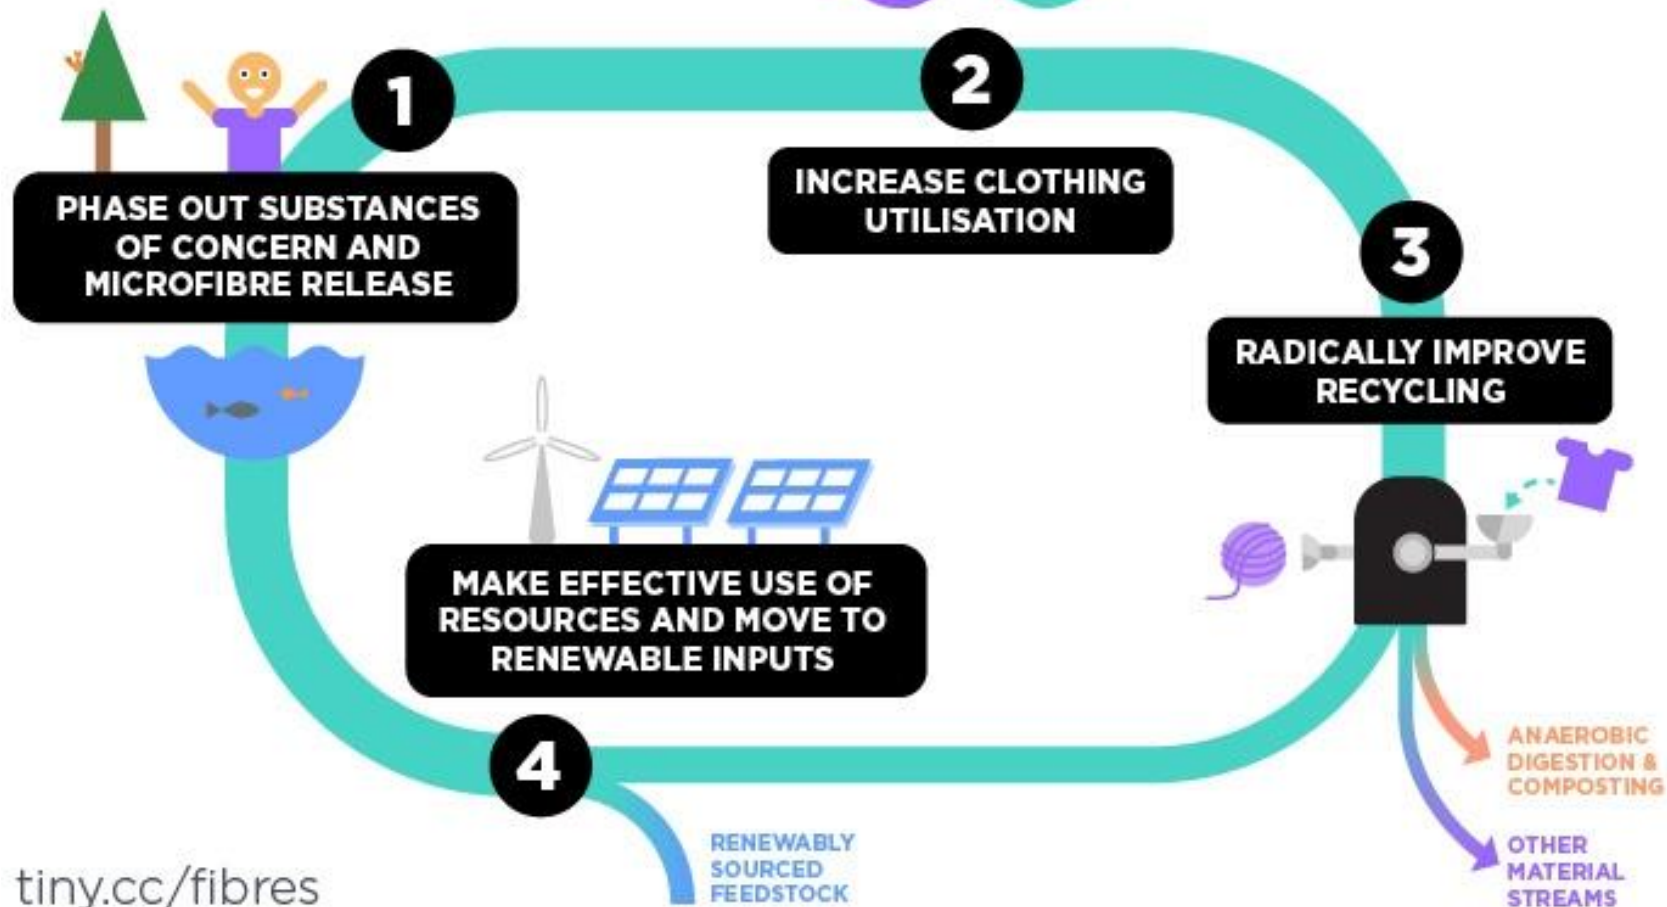 1
PHASE OUT SUBSTANCES
OF CONCERN AND
MICROFIBRE RELEASE
2
INCREASE CLOTHING
UTILISATION
3
RADICALLY IMPROVE
RECYCLING
MAKE EFFECTIVE USE OF
RESOURCES AND MOVE TO
RENEWABLE INPUTS
4
RENEWABLY
SOURCED
FEEDSTOCK
ANAEROBIC
DIGESTION &
COMPOSTING
OTHER
MATERIAL
STREAMS
tiny.cc/fibres